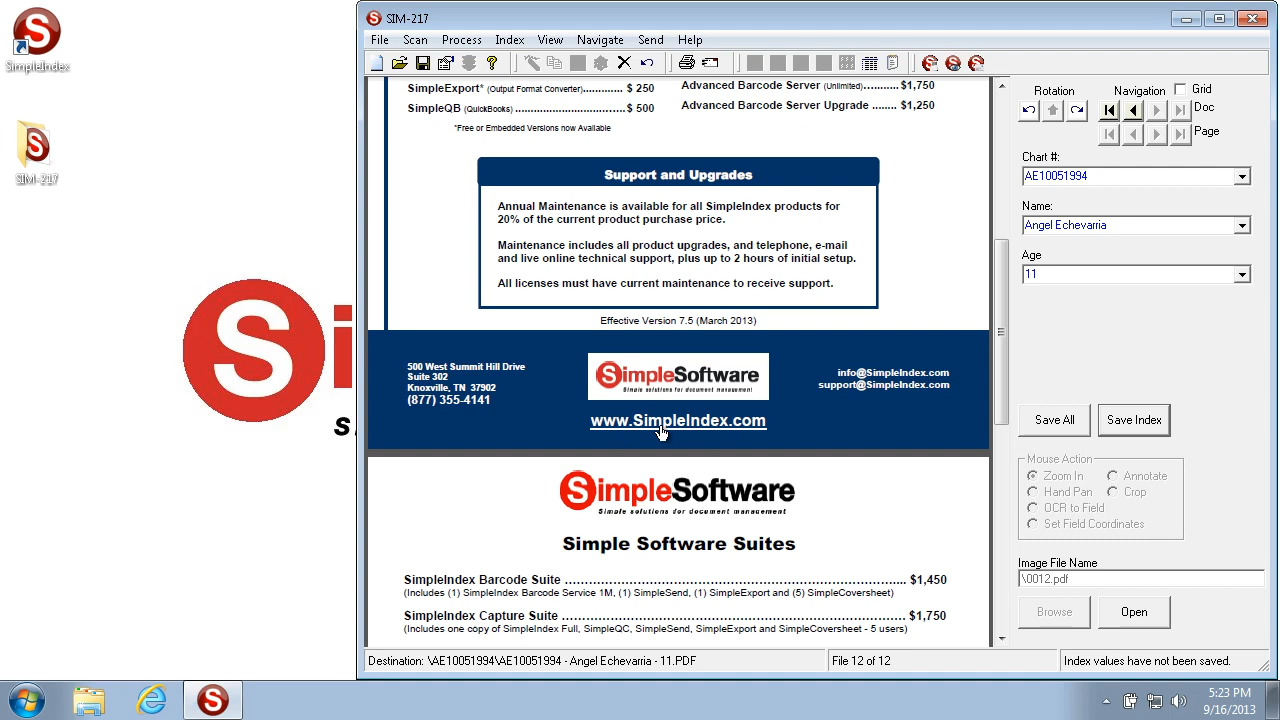 SimpleIndex
SIM-217
S
Si
S
SIM-217
File Scan Process Index View Navigate Send Help
SimpleExport* (Output Format Converter)............. $ 250
SimpleQB (QuickBooks) ............................. $ 500
Advanced Barcode Server (Unlimited)........... $1,750
Advanced Barcode Server Upgrade ........ $1,250
*Free or Embedded Versions now Available
Support and Upgrades
Annual Maintenance is available for all SimpleIndex products for
20% of the current product purchase price.
Maintenance includes all product upgrades, and telephone, e-mail
and live online technical support, plus up to 2 hours of initial setup.
All licenses must have current maintenance to receive support.
Effective Version 7.5 (March 2013)
500 West Summit Hill Drive
Suite 302
Knoxville, TN 37902
(877) 355-4141
SimpleSoftware
Simple solutions for document management
www.SimpleIndex.com
info@SimpleIndex.com
support@SimpleIndex.com
SimpleSoftware
Simple solutions for document management
Simple Software Suites
SimpleIndex Barcode Suite ................................................ $1,450
(Includes (1) SimpleIndex Barcode Service 1M, (1) SimpleSend, (1) SimpleExport and (5) SimpleCoversheet)
SimpleIndex Capture Suite ................................................ $1,750
(Includes one copy of SimpleIndex Full, SimpleQC, SimpleSend, SimpleExport and SimpleCoversheet - 5 users)
Rotation
Navigation
Grid
Doc
Page
Chart #:
AE10051994
Name:
Angel Echevarria
Age
11
Save All
Save Index
Mouse Action
Zoom In
Annotate
Hand Pan
Crop
OCR to Field
Set Field Coordinates
Image File Name
\0012.pdf
Browse
Open
Destination: \AE10051994\AE10051994 - Angel Echevarria - 11.PDF
File 12 of 12
Index values have not been saved.
5:23 PM
9/16/2013